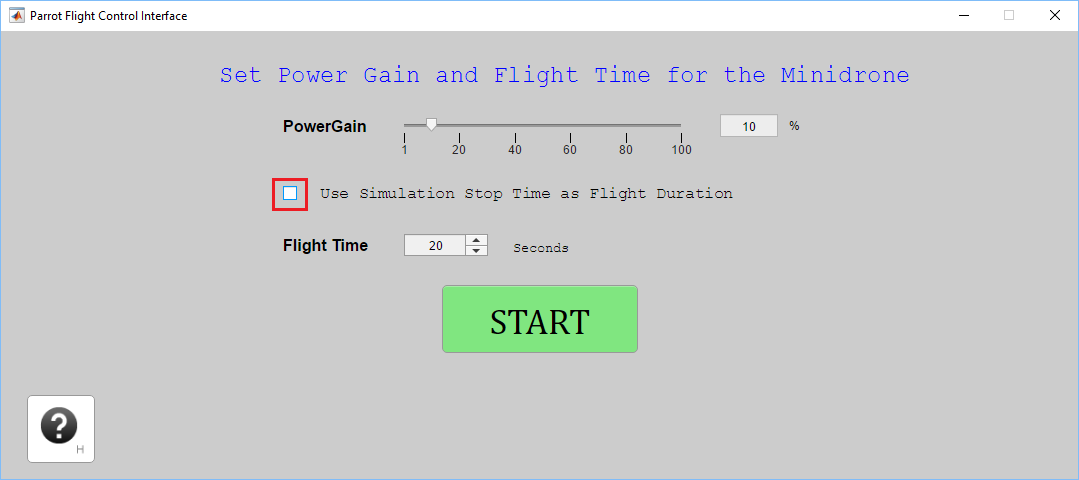 Parrot Flight Control Interface
Set Power Gain and Flight Time for the Minidrone
PowerGain
1 20 40 60 80 100
10 %
Use Simulation Stop Time as Flight Duration
Flight Time 20 Seconds
START
?
H